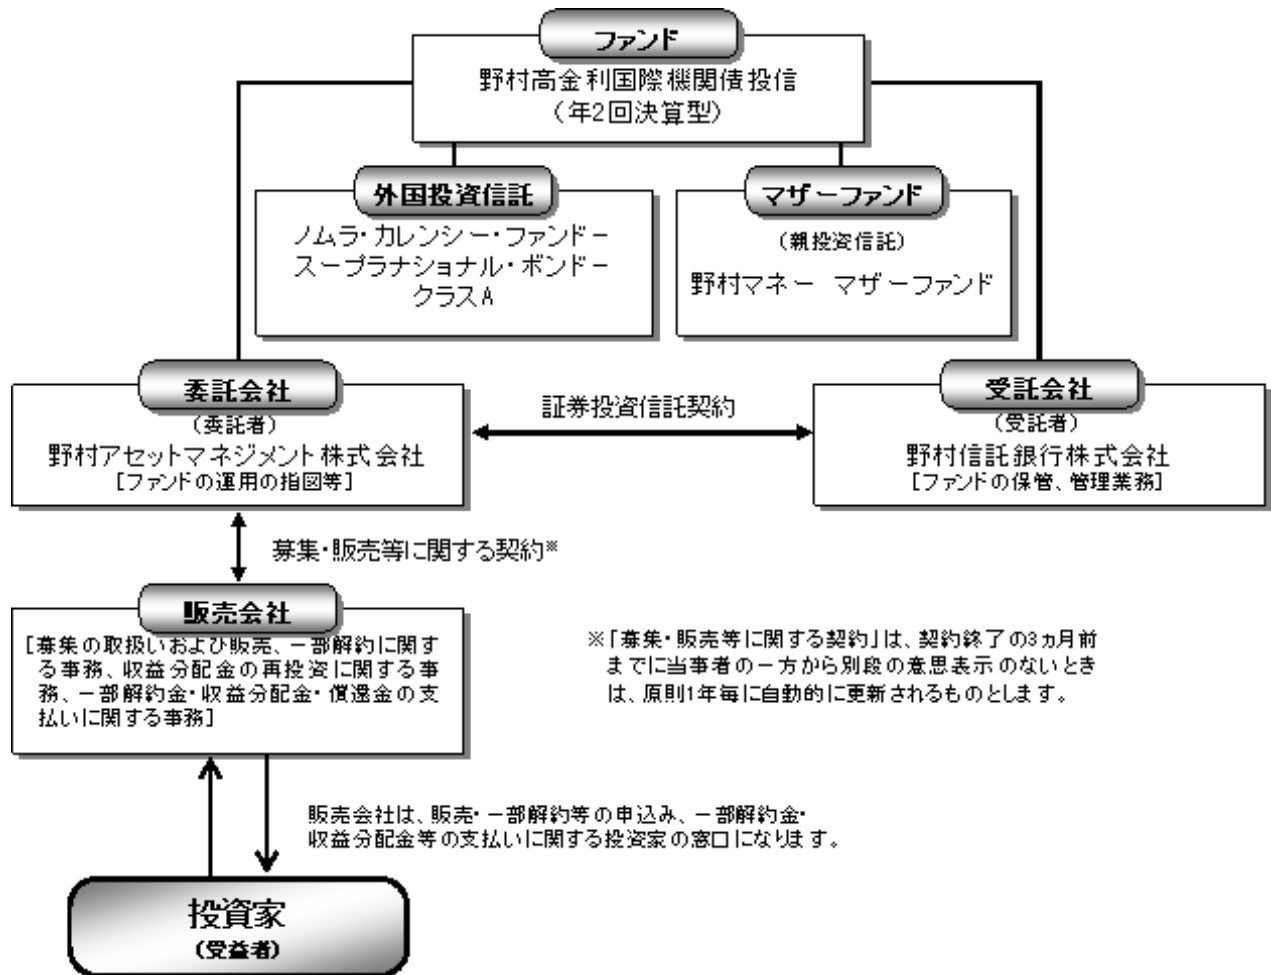 ファンド
野村高金利国際機関債投信
(年2回決算型)
外国投資信託
ノムラ・カレンシー・ファンドー
スープラナショナル・ボンドー
クラスA
マザーファンド
(親投資信託)
野村マネー マザーファンド
委託会社
(委託者)
野村アセットマネジメント株式会社
[ファンドの運用の指図等]
証券投資信託契約
受託会社
(受託者)
野村信託銀行株式会社
[ファンドの保管、管理業務]
募集・販売等に関する契約※
販売会社
[募集の取扱いおよび販売、一部解約に関す
る事務、収益分配金の再投資に関する事
務、一部解約金・収益分配金・償還金の支
払いに関する事務]
※「募集・販売等に関する契約」は、契約終了の3ヵ月前
までに当事者の一方から別段の意思表示のないとき
は、原則1年毎に自動的に更新されるものとします。
販売会社は、販売・一部解約等の申込み、一部解約金・
収益分配金等の支払いに関する投資家の窓口になります。
投資家
(受益者)